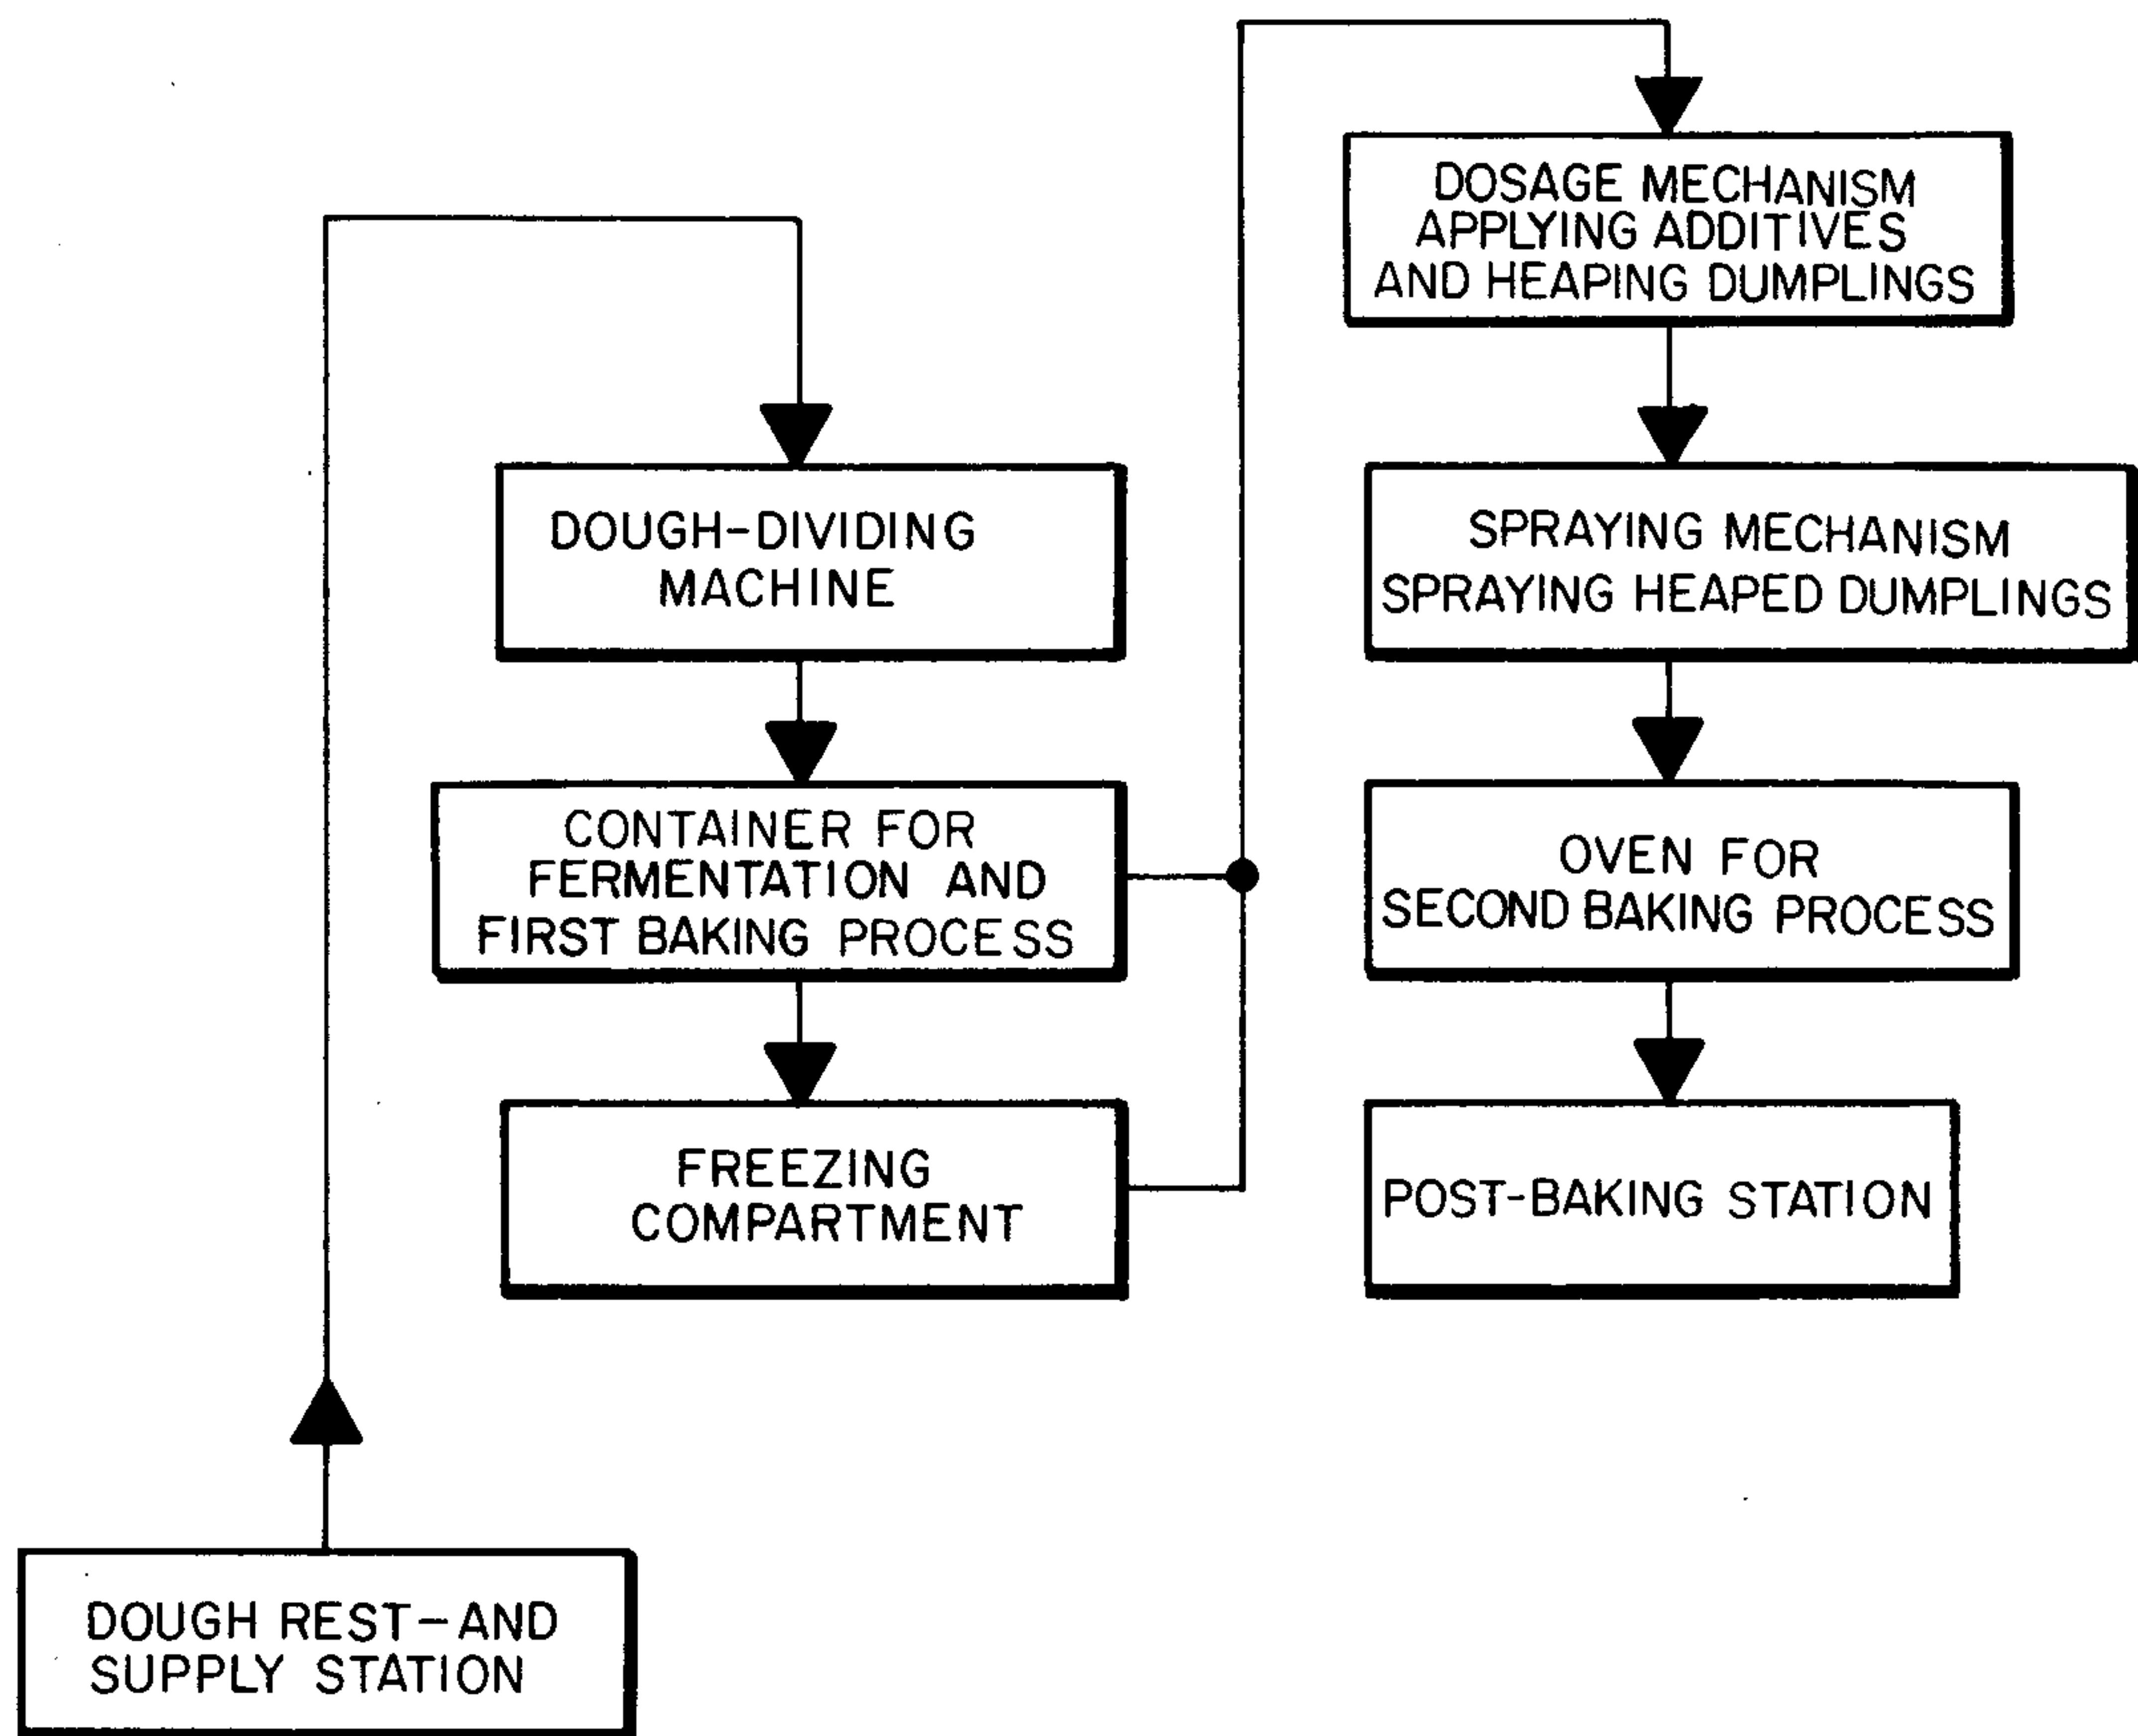 DOUGH REST-AND
SUPPLY STATION
DOUGH-DIVIDING
MACHINE
CONTAINER FOR
FERMENTATION AND
FIRST BAKING PROCESS
FREEZING
COMPARTMENT
DOSAGE MECHANISM
APPLYING ADDITIVES
AND HEAPING DUMPLINGS
SPRAYING MECHANISM
SPRAYING HEAPED DUMPLINGS
OVEN FOR
SECOND BAKING PROCESS
POST-BAKING STATION